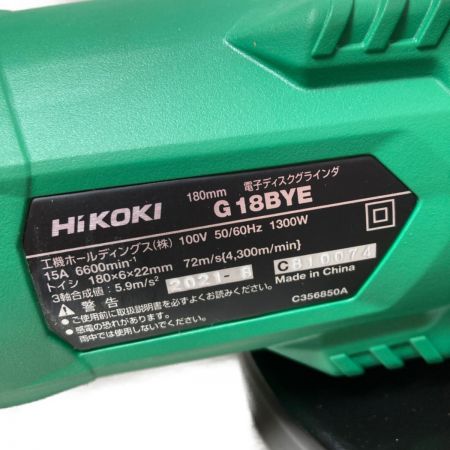 180mm 電子ディスクグラインダ
HiKOKI G18BYE
工機ホールディングス(株) 100V 50/60Hz 1300W
15A 6600min⁻¹ 72m/s{4,300m/min}
トイシ 180×6×22mm
3軸合成値: 5.9m/s² 2021-8 CB10074
Made in China
⚠警告 C356850A
●ご使用前に取扱説明書を必ずよくお読みください。
●感電の恐れがあります。
雨中では使用しないでください。